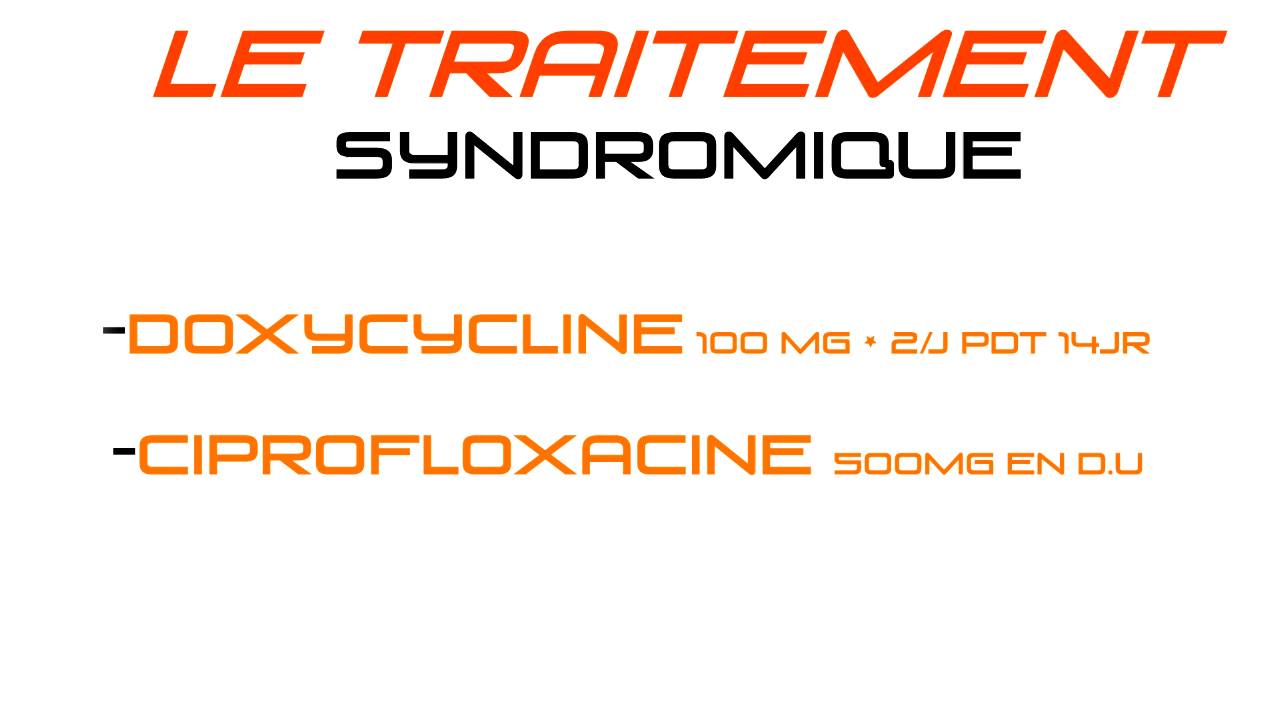 LE TRAITEMENT
SYNDROMIQUE
-DOXYCYCLINE 100 MG * 2/J PDT 14JR
-CIPROFLOXACINE 500MG EN D.U